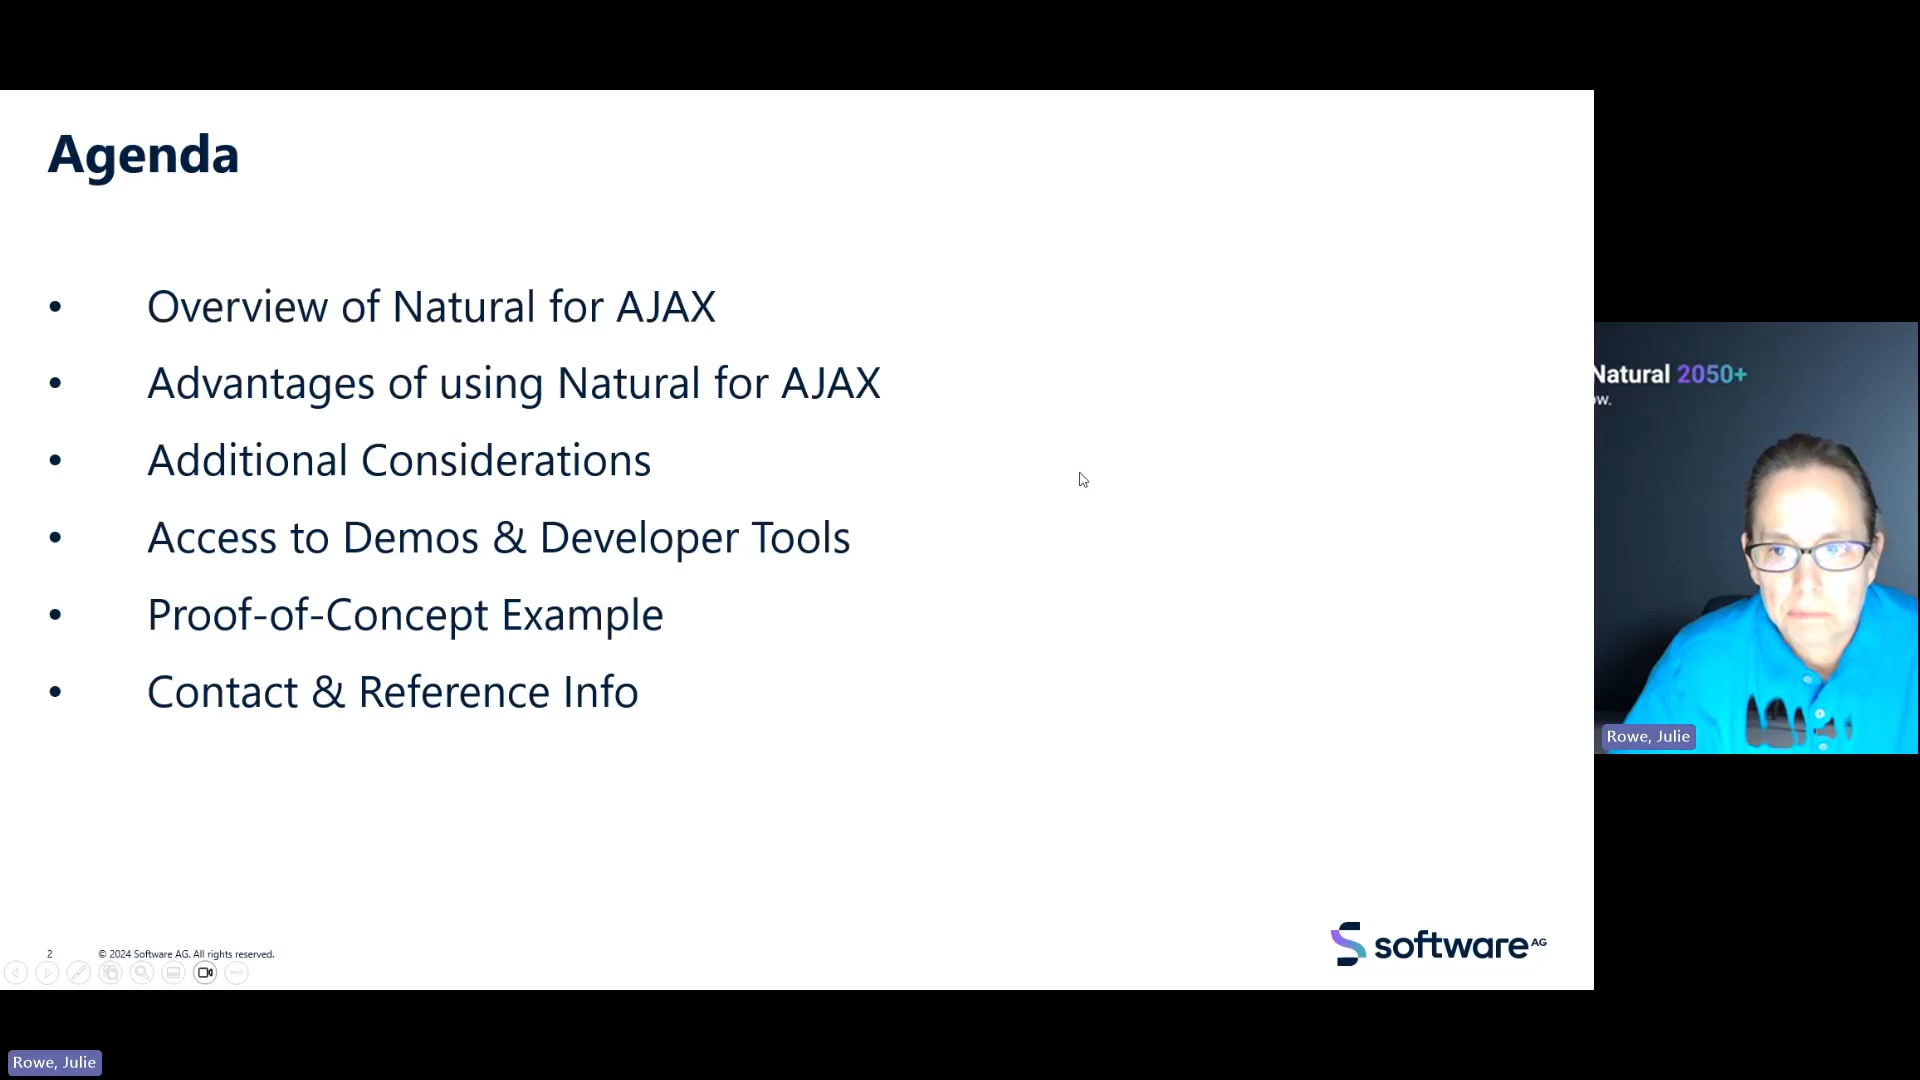 Agenda
• Overview of Natural for AJAX
• Advantages of using Natural for AJAX
• Additional Considerations
• Access to Demos & Developer Tools
• Proof-of-Concept Example
• Contact & Reference Info
2 © 2024 Software AG. All rights reserved.
software AG
Natural 2050+
ow.
Rowe, Julie
Rowe, Julie